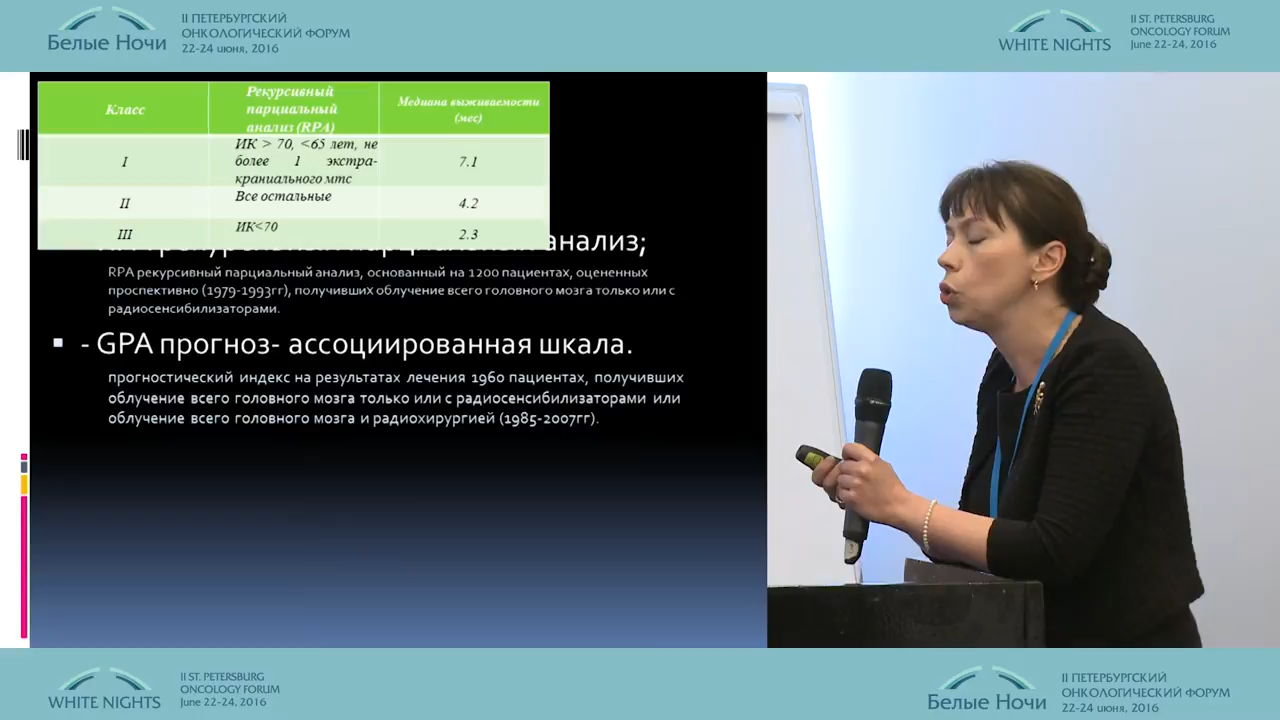 II ПЕТЕРБУРГСКИЙ
ОНКОЛОГИЧЕСКИЙ ФОРУМ
Белые Ночи
22-24 июня, 2016
II ST. PETERSBURG
ONCOLOGY FORUM
WHITE NIGHTS
June 22-24, 2016
Класс
Рекурсивный
парциальный
анализ (RPA)
Медиана выживаемости
(мес)
I
ИК > 70, <65 лет, не
более 1 экстра-
краниального мтс
7.1
II
Все остальные
4.2
III
ИК<70
2.3
анализ;
RPA рекурсивный парциальный анализ, основанный на 1200 пациентах, оцененных
проспективно (1979-1993гг), получивших облучение всего головного мозга только или с
радиосенсибилизаторами.
- GPA прогноз- ассоциированная шкала.
прогностический индекс на результатах лечения 1960 пациентах, получивших
облучение всего головного мозга только или с радиосенсибилизаторами или
облучение всего головного мозга и радиохирургией (1985-2007гг).
II ST. PETERSBURG
ONCOLOGY FORUM
WHITE NIGHTS
June 22-24, 2016
II ПЕТЕРБУРГСКИЙ
ОНКОЛОГИЧЕСКИЙ ФОРУМ
Белые Ночи
22-24 июня, 2016